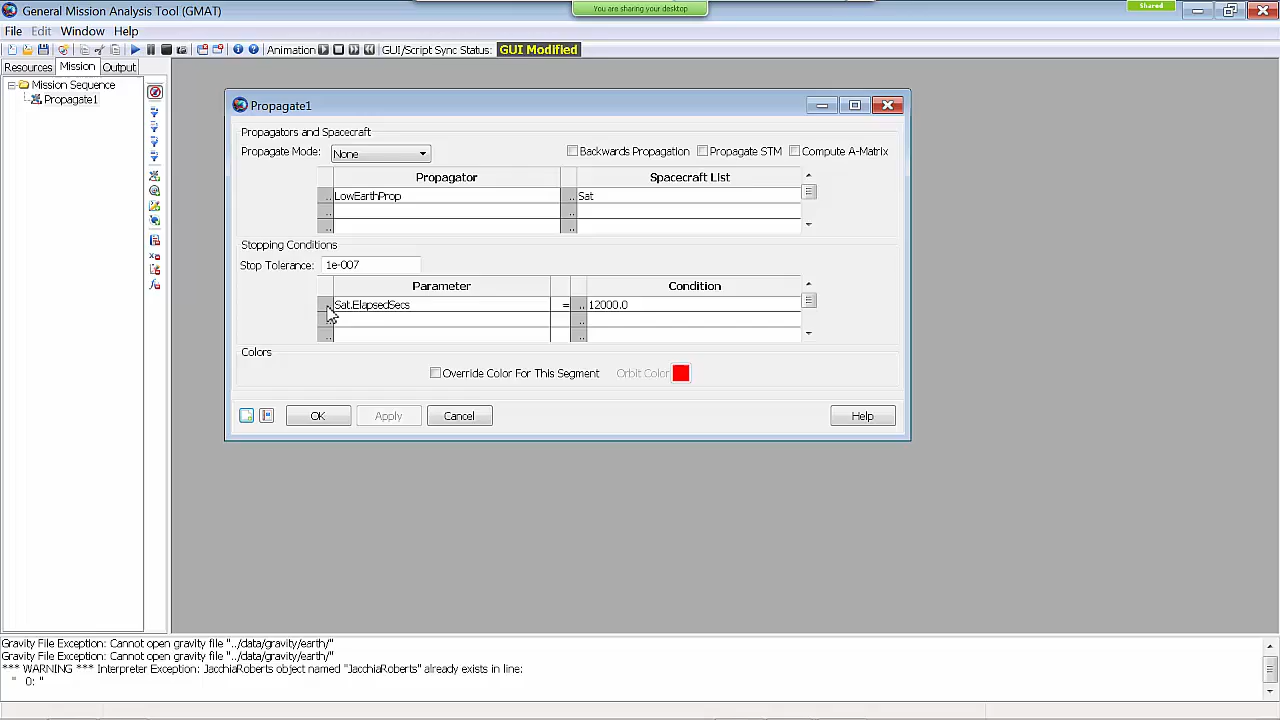 General Mission Analysis Tool (GMAT)
You are sharing your desktop
Shared
File Edit Window Help
Animation GUI/Script Sync Status: GUI Modified
Resources Mission Output
Mission Sequence
Propagate1
Propagate1
Propagators and Spacecraft
Propagate Mode: None Backwards Propagation Propagate STM Compute A-Matrix
Propagator Spacecraft List
.. LowEarthProp .. Sat
.. ..
.. ..
Stopping Conditions
Stop Tolerance: 1e-007
Parameter Condition
.. Sat.ElapsedSecs = .. 12000.0
..
.. ..
Colors
Override Color For This Segment Orbit Color
OK Apply Cancel Help
Gravity File Exception: Cannot open gravity file "../data/gravity/earth/"
Gravity File Exception: Cannot open gravity file "../data/gravity/earth/"
*** WARNING *** Interpreter Exception: JacchiaRoberts object named "JacchiaRoberts" already exists in line:
" 0: "